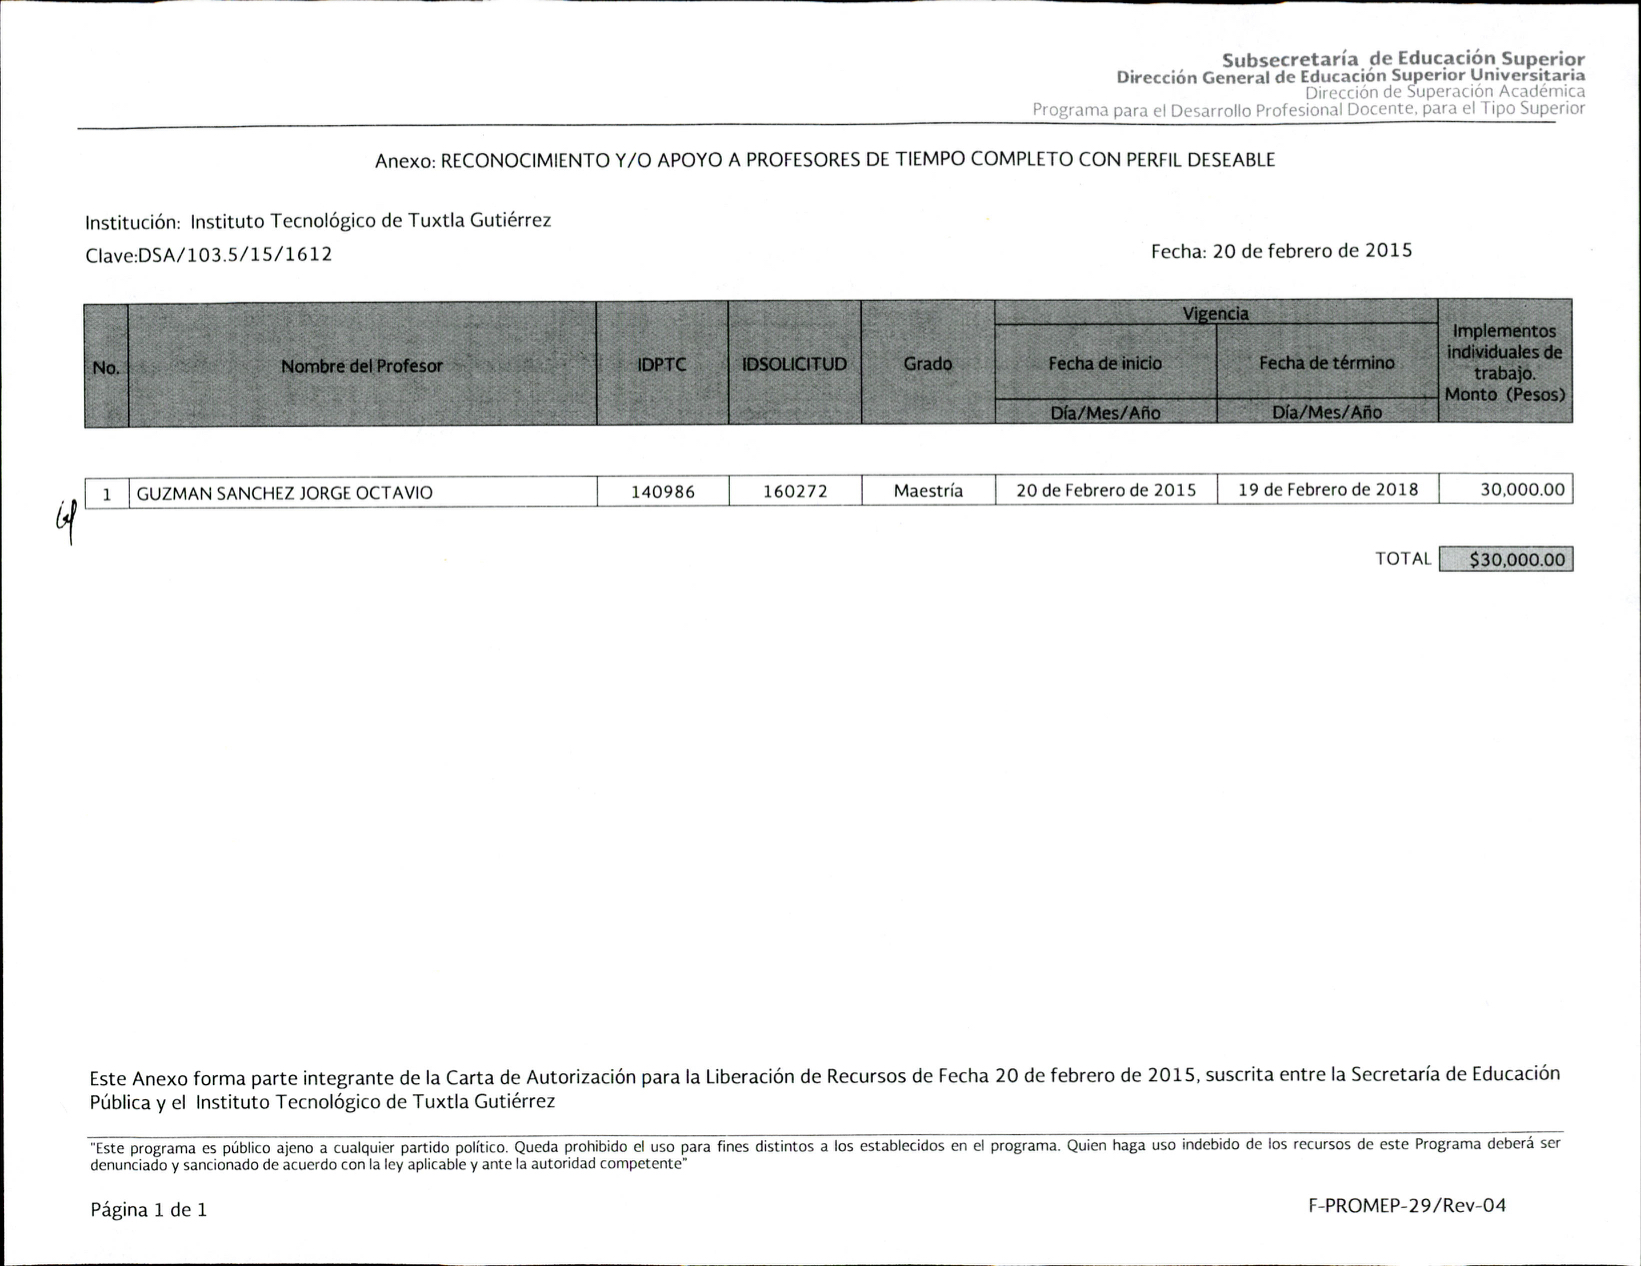 Subsecretaría de Educación Superior
Dirección General de Educación Superior Universitaria
Dirección de Superación Académica
Programa para el Desarrollo Profesional Docente, para el Tipo Superior
Anexo: RECONOCIMIENTO Y/O APOYO A PROFESORES DE TIEMPO COMPLETO CON PERFIL DESEABLE
Institución: Instituto Tecnológico de Tuxtla Gutiérrez
Clave:DSA/103.5/15/1612
Fecha: 20 de febrero de 2015
No.
Nombre del Profesor
IDPTC
IDSOLICITUD
Grado
Vigencia
Fecha de inicio
Día/Mes/Año
Fecha de término
Día/Mes/Año
Implementos
individuales de
trabajo.
Monto (Pesos)
1 GUZMAN SANCHEZ JORGE OCTAVIO 140986 160272 Maestría 20 de Febrero de 2015 19 de Febrero de 2018 30,000.00
TOTAL $30,000.00
Este Anexo forma parte integrante de la Carta de Autorización para la Liberación de Recursos de Fecha 20 de febrero de 2015, suscrita entre la Secretaría de Educación
Pública y el Instituto Tecnológico de Tuxtla Gutiérrez
"Este programa es público ajeno a cualquier partido político. Queda prohibido el uso para fines distintos a los establecidos en el programa. Quien haga uso indebido de los recursos de este Programa deberá ser
denunciado y sancionado de acuerdo con la ley aplicable y ante la autoridad competente"
Página 1 de 1
F-PROMEP-29/Rev-04